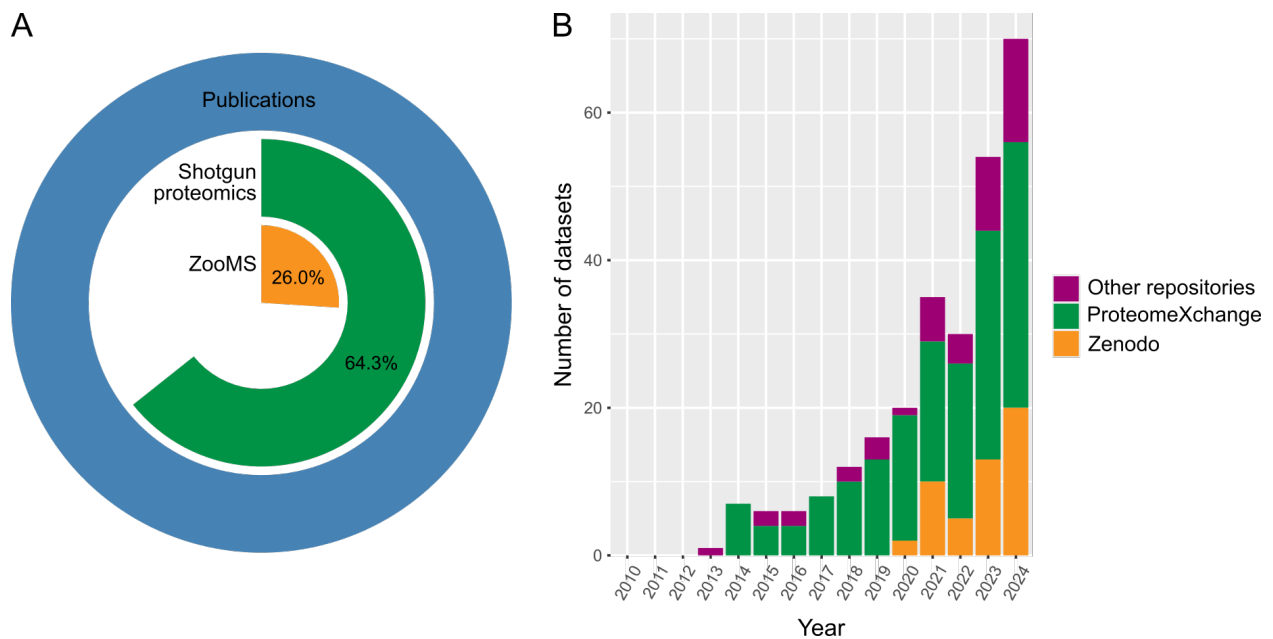 A
Publications
Shotgun
proteomics
ZooMS
26.0%
64.3%
B
Number of datasets
60
40
20
0
2010
2011
2012
2013
2014
2015
2016
2017
2018
2019
2020
2021
2022
2023
2024
Year
Other repositories
ProteomeXchange
Zenodo